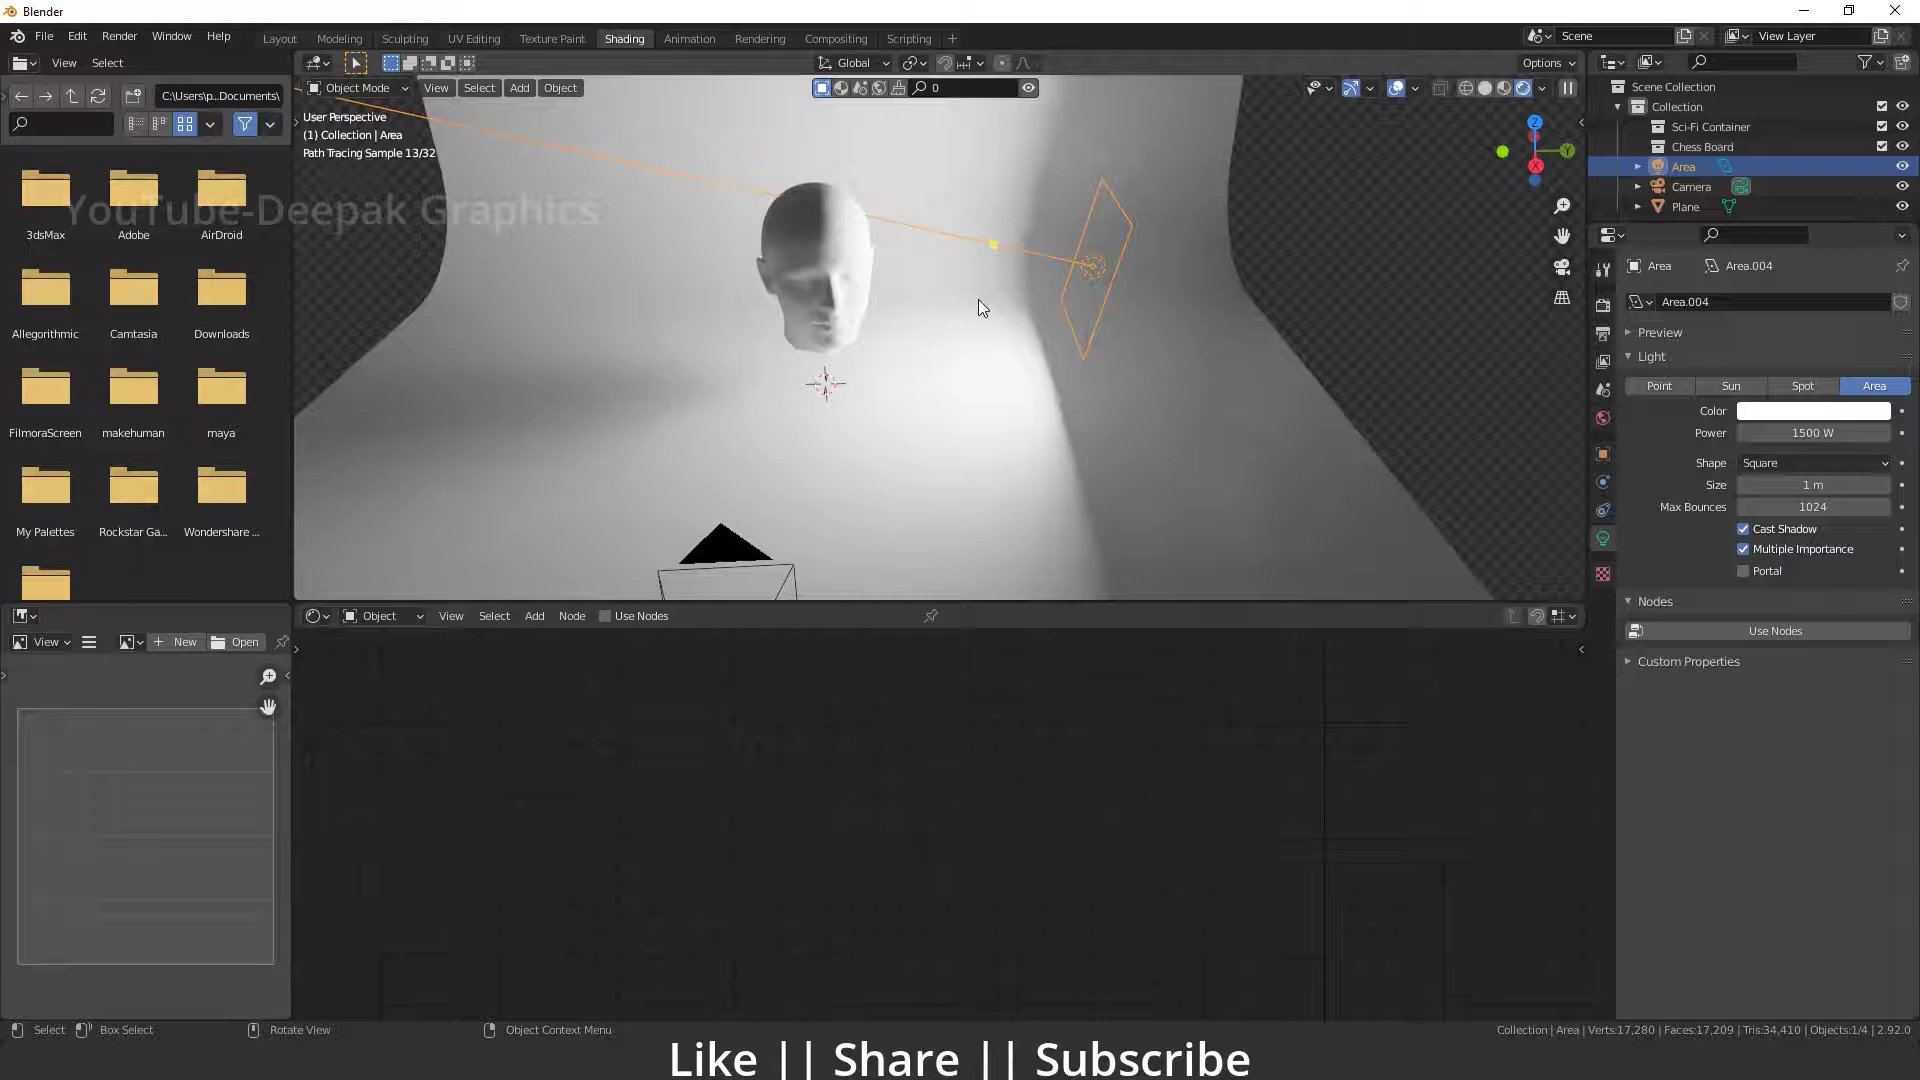 Blender
File Edit Render Window Help
Layout Modeling Sculpting UV Editing Texture Paint Shading Animation Rendering Compositing Scripting
Scene
View Layer
View Select
Global
Options
C:\Users\p...Documents\
Object Mode View Select Add Object
0
User Perspective
(1) Collection | Area
Path Tracing Sample 13/32
YouTube-Deepak Graphics
3dsMax Adobe AirDroid
Allegorithmic Camtasia Downloads
FilmoraScreen makehuman maya
My Palettes Rockstar Ga... Wondershare ...
Z
Y
X
Scene Collection
Collection
Sci-Fi Container
Chess Board
Area
Camera
Plane
Area Area.004
Area.004
Preview
Light
Point Sun Spot Area
Color
Power 1500 W
Shape Square
Size 1 m
Max Bounces 1024
Cast Shadow
Multiple Importance
Portal
Nodes
Use Nodes
Custom Properties
View New Open
Object View Select Add Node Use Nodes
Select Box Select Rotate View Object Context Menu
Collection | Area | Verts:17,280 | Faces:17,209 | Tris:34,410 | Objects:1/4 | 2.92.0
Like || Share || Subscribe